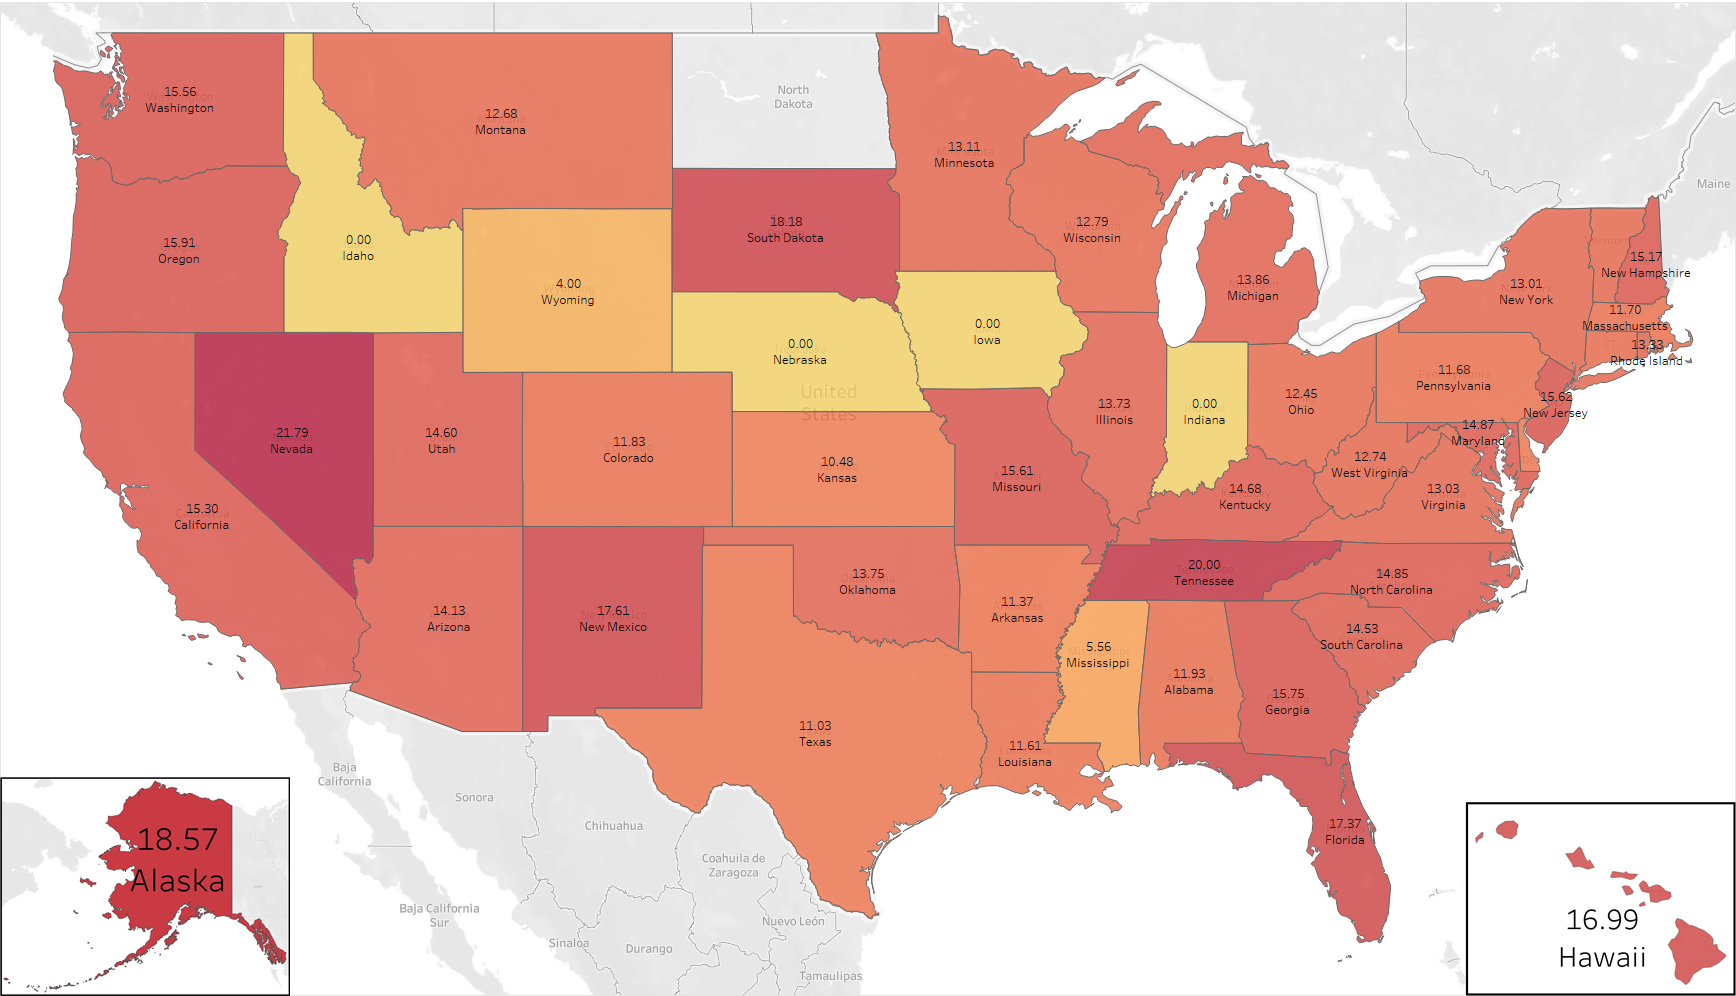 15.56
Washington
12.68
Montana
North
Dakota
13.11
Minnesota
Maine
15.91
Oregon
0.00
Idaho
4.00
Wyoming
18.18
South Dakota
12.79
Wisconsin
13.86
Michigan
13.01
New York
Vermont
15.17
New Hampshire
11.70
Massachusetts
CT
13.33
Rhode Island
0.00
Nebraska
United
States
0.00
Iowa
21.79
Nevada
14.60
Utah
11.83
Colorado
10.48
Kansas
13.73
Illinois
0.00
Indiana
12.45
Ohio
11.68
Pennsylvania
15.62
New Jersey
14.87
Maryland
12.74
West Virginia
13.03
Virginia
15.30
California
15.61
Missouri
14.68
Kentucky
14.13
Arizona
17.61
New Mexico
13.75
Oklahoma
11.37
Arkansas
20.00
Tennessee
14.85
North Carolina
14.53
South Carolina
5.56
Mississippi
11.93
Alabama
15.75
Georgia
11.03
Texas
11.61
Louisiana
17.37
Florida
Baja
California
Sonora
Chihuahua
Coahuila de
Zaragoza
Baja California
Sur
Sinaloa
Durango
Nuevo León
Tamaulipas
18.57
Alaska
16.99
Hawaii